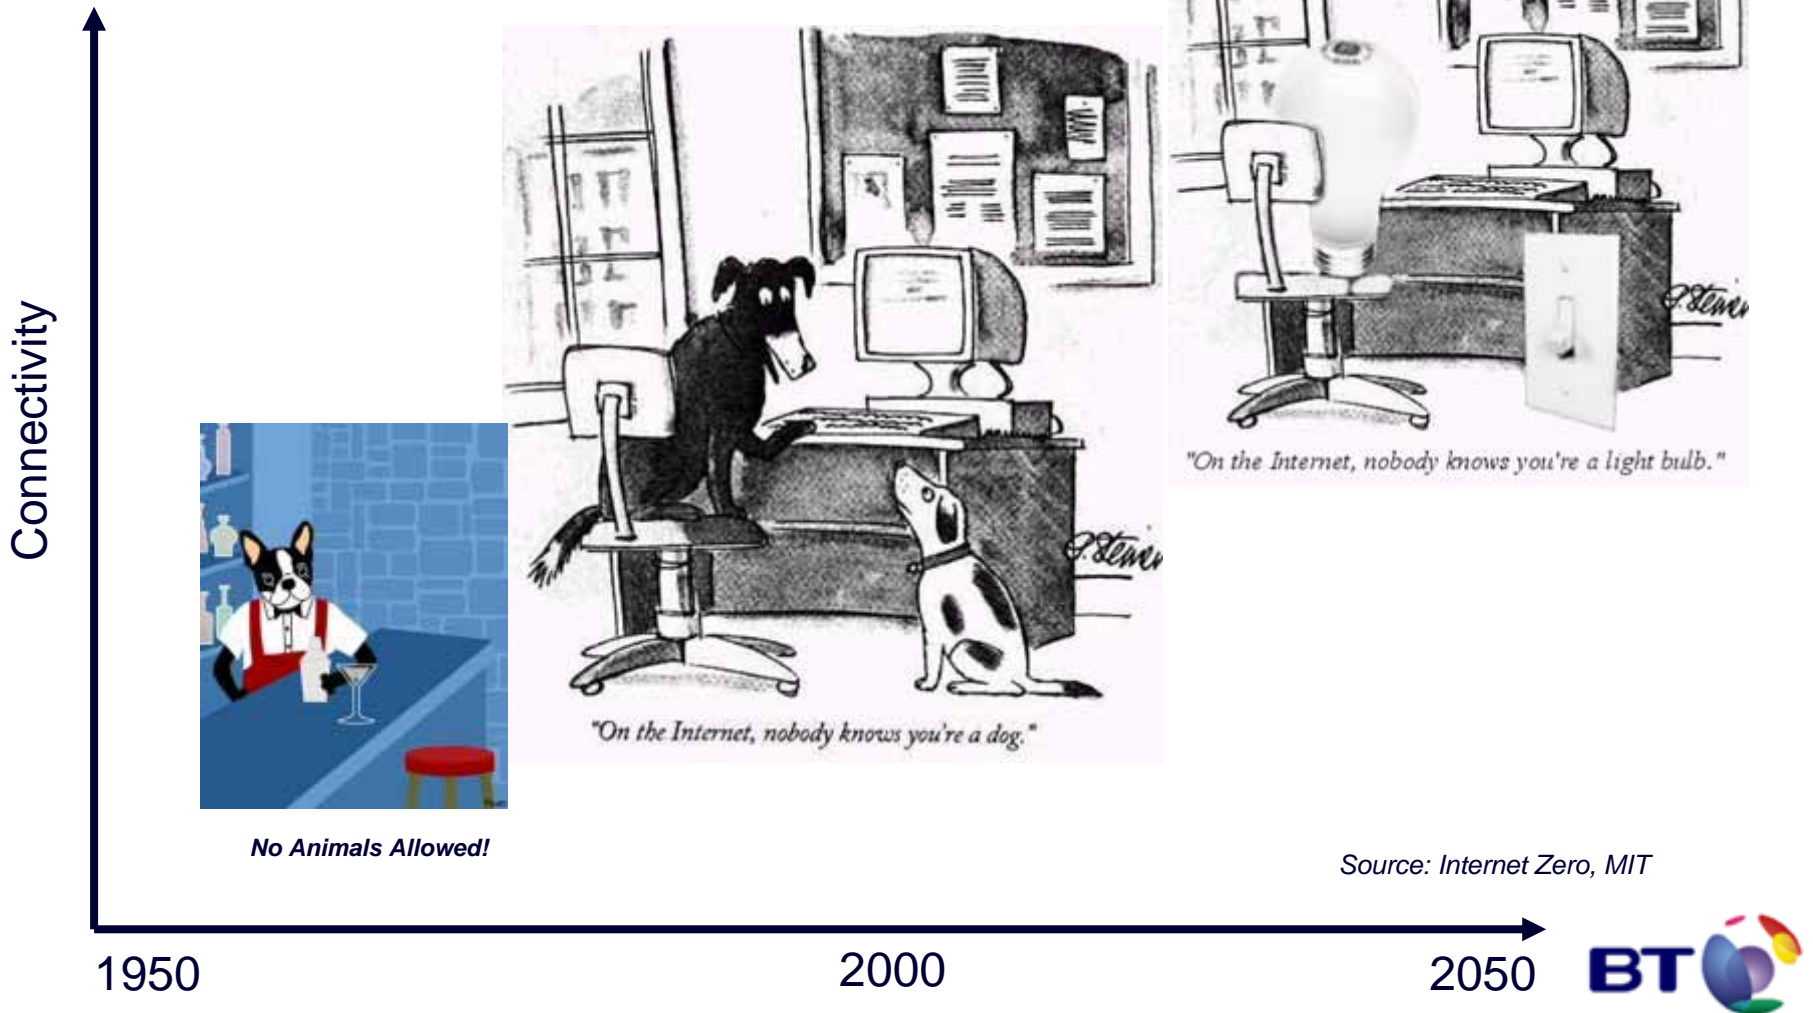 Connectivity
"On the Internet, nobody knows you're a light bulb."
"On the Internet, nobody knows you're a dog."
No Animals Allowed!
Source: Internet Zero, MIT
1950
2000
2050
BT